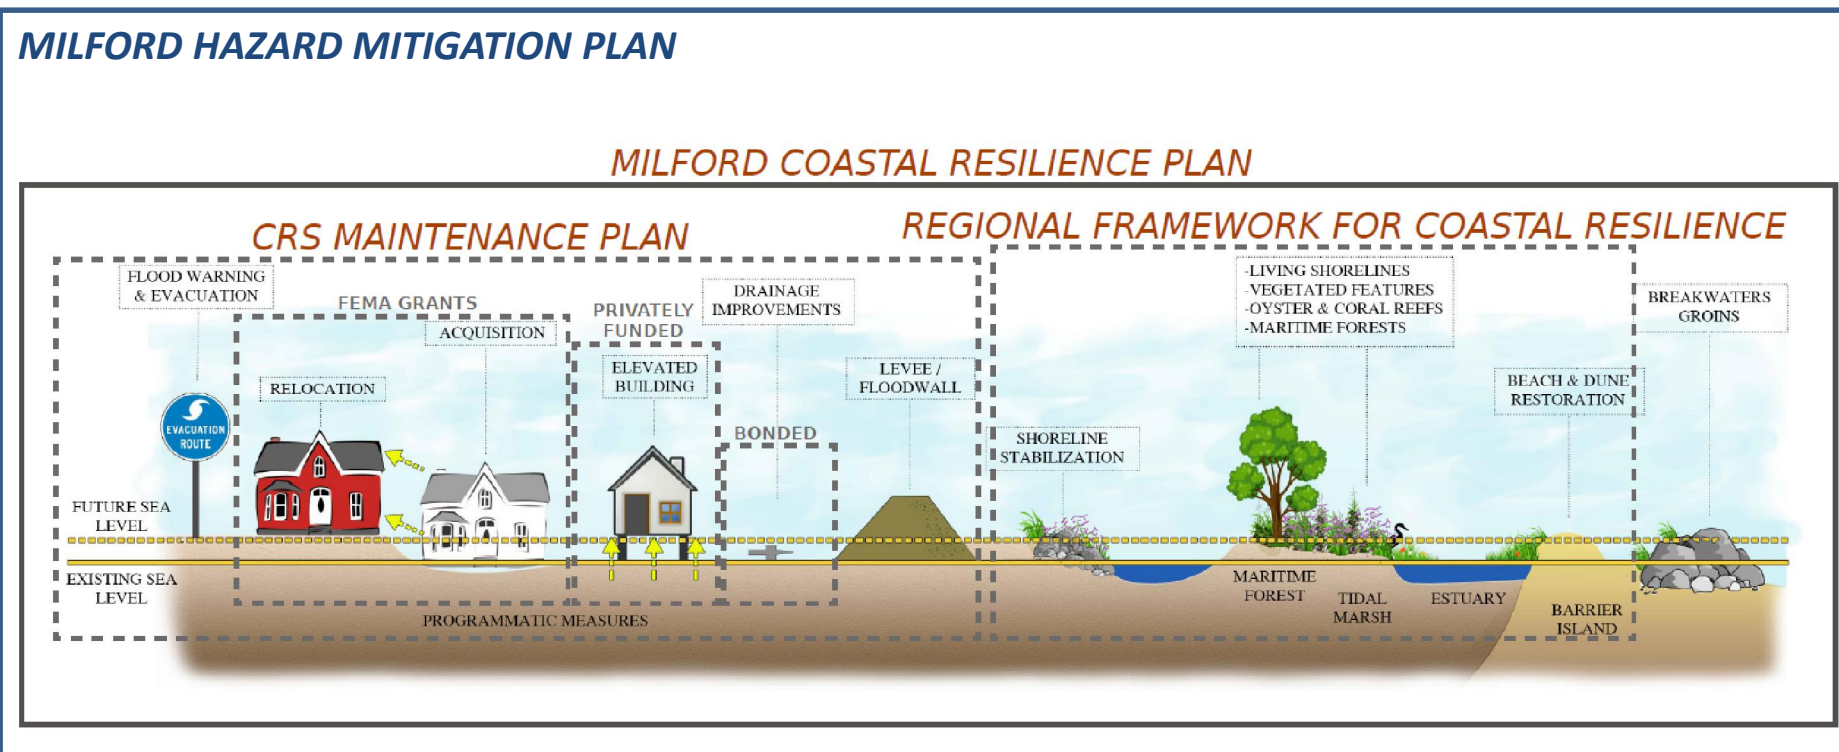 MILFORD HAZARD MITIGATION PLAN
MILFORD COASTAL RESILIENCE PLAN
CRS MAINTENANCE PLAN
REGIONAL FRAMEWORK FOR COASTAL RESILIENCE
FLOOD WARNING
& EVACUATION
FEMA GRANTS
ACQUISITION
RELOCATION
PRIVATELY
FUNDED
ELEVATED
BUILDING
DRAINAGE
IMPROVEMENTS
BONDED
LEVEE /
FLOODWALL
EVACUATION
ROUTE
SHORELINE
STABILIZATION
-LIVING SHORELINES
-VEGETATED FEATURES
-OYSTER & CORAL REEFS
-MARITIME FORESTS
BEACH & DUNE
RESTORATION
BREAKWATERS
GROINS
FUTURE SEA
LEVEL
EXISTING SEA
LEVEL
PROGRAMMATIC MEASURES
MARITIME
FOREST
TIDAL
MARSH
ESTUARY
BARRIER
ISLAND